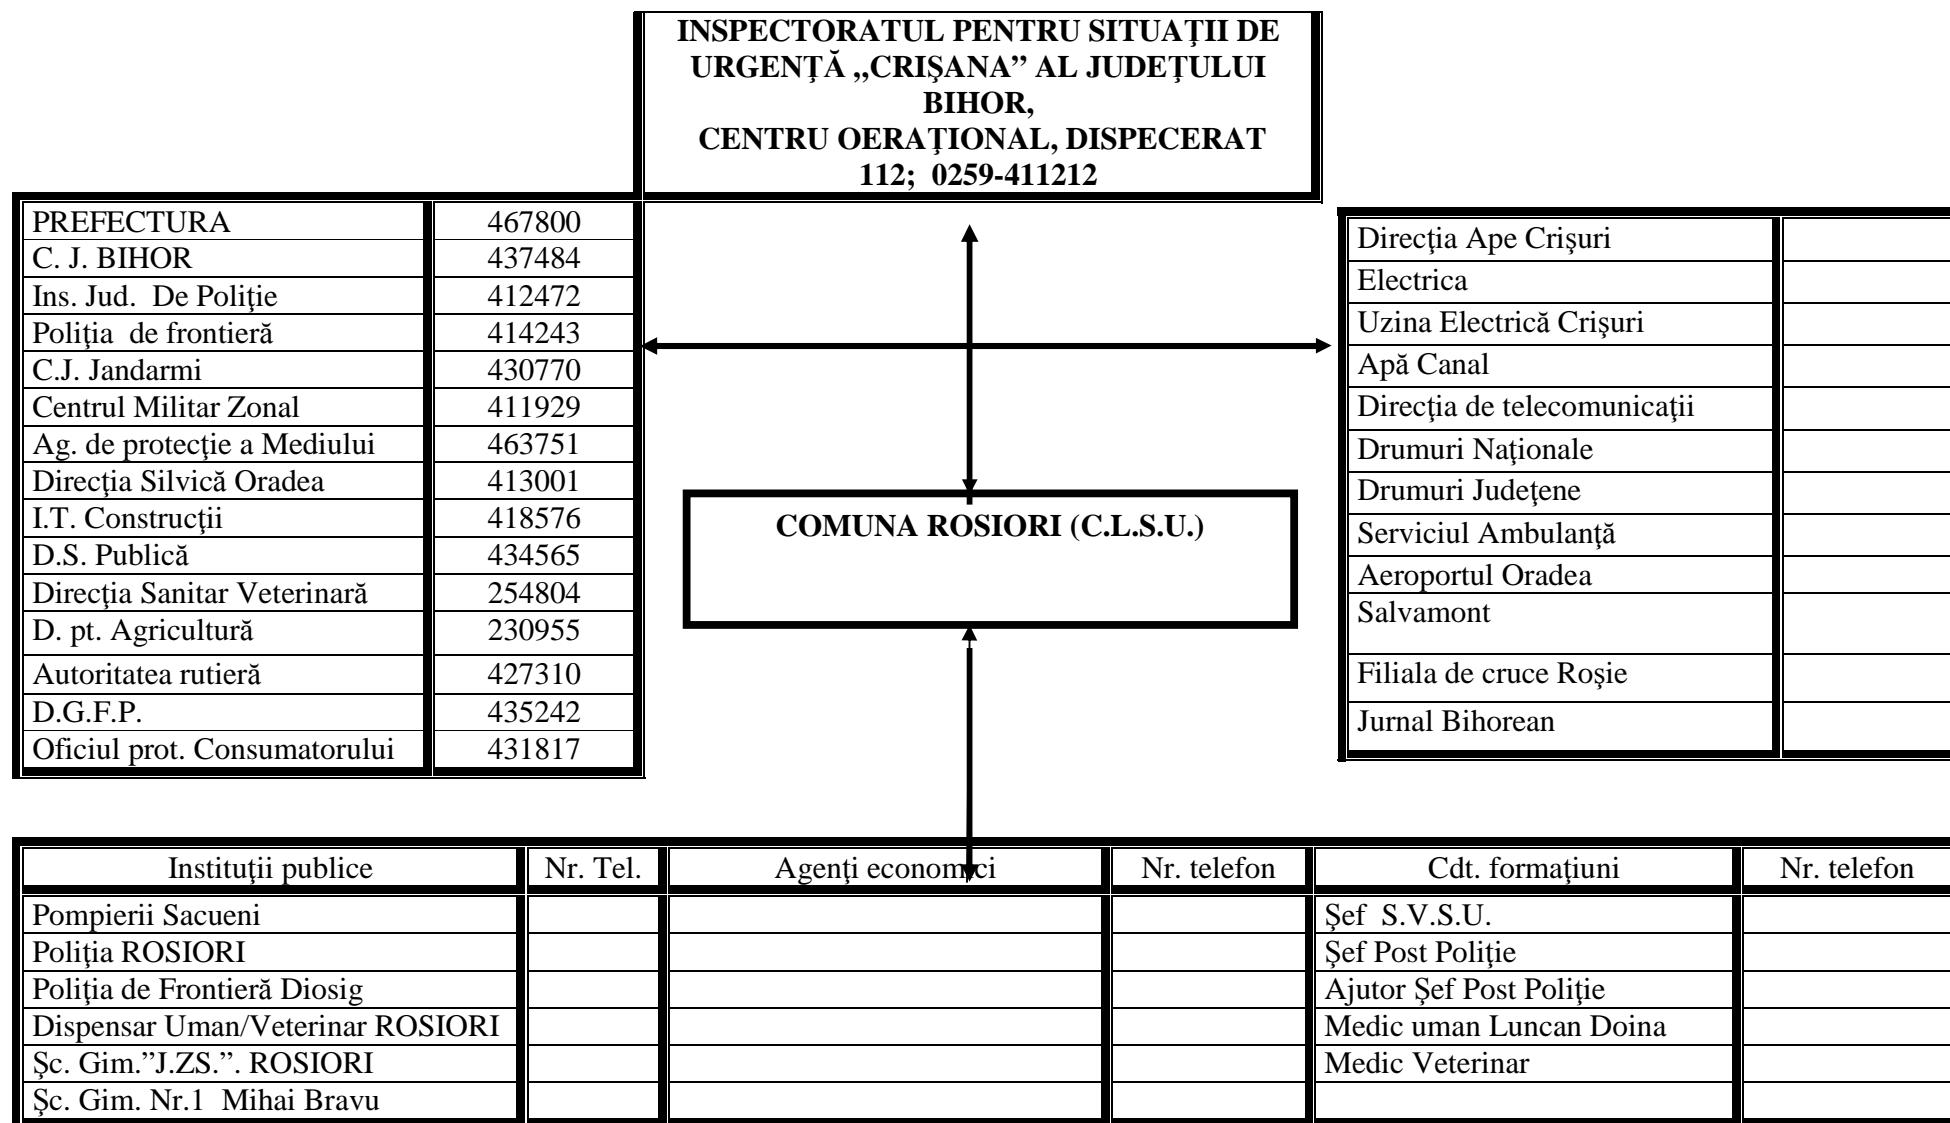 INSPECTORATUL PENTRU SITUAŢII DE
URGENŢĂ „CRIŞANA” AL JUDEŢULUI
BIHOR,
CENTRU OERAŢIONAL, DISPECERAT
112; 0259-411212
PREFECTURA 467800
C. J. BIHOR 437484
Ins. Jud. De Poliţie 412472
Poliţia de frontieră 414243
C.J. Jandarmi 430770
Centrul Militar Zonal 411929
Ag. de protecţie a Mediului 463751
Direcţia Silvică Oradea 413001
I.T. Construcţii 418576
D.S. Publică 434565
Direcţia Sanitar Veterinară 254804
D. pt. Agricultură 230955
Autoritatea rutieră 427310
D.G.F.P. 435242
Oficiul prot. Consumatorului 431817
COMUNA ROSIORI (C.L.S.U.)
Direcţia Ape Crişuri
Electrica
Uzina Electrică Crişuri
Apă Canal
Direcţia de telecomunicaţii
Drumuri Naţionale
Drumuri Judeţene
Serviciul Ambulanţă
Aeroportul Oradea
Salvamont
Filiala de cruce Roşie
Jurnal Bihorean
Instituţii publice Nr. Tel. Agenţi economici Nr. telefon Cdt. formaţiuni Nr. telefon
Pompierii Sacueni Şef S.V.S.U.
Poliţia ROSIORI Şef Post Poliţie
Poliţia de Frontieră Diosig Ajutor Şef Post Poliţie
Dispensar Uman/Veterinar ROSIORI Medic uman Luncan Doina
Şc. Gim.”J.ZS.”. ROSIORI Medic Veterinar
Şc. Gim. Nr.1 Mihai Bravu